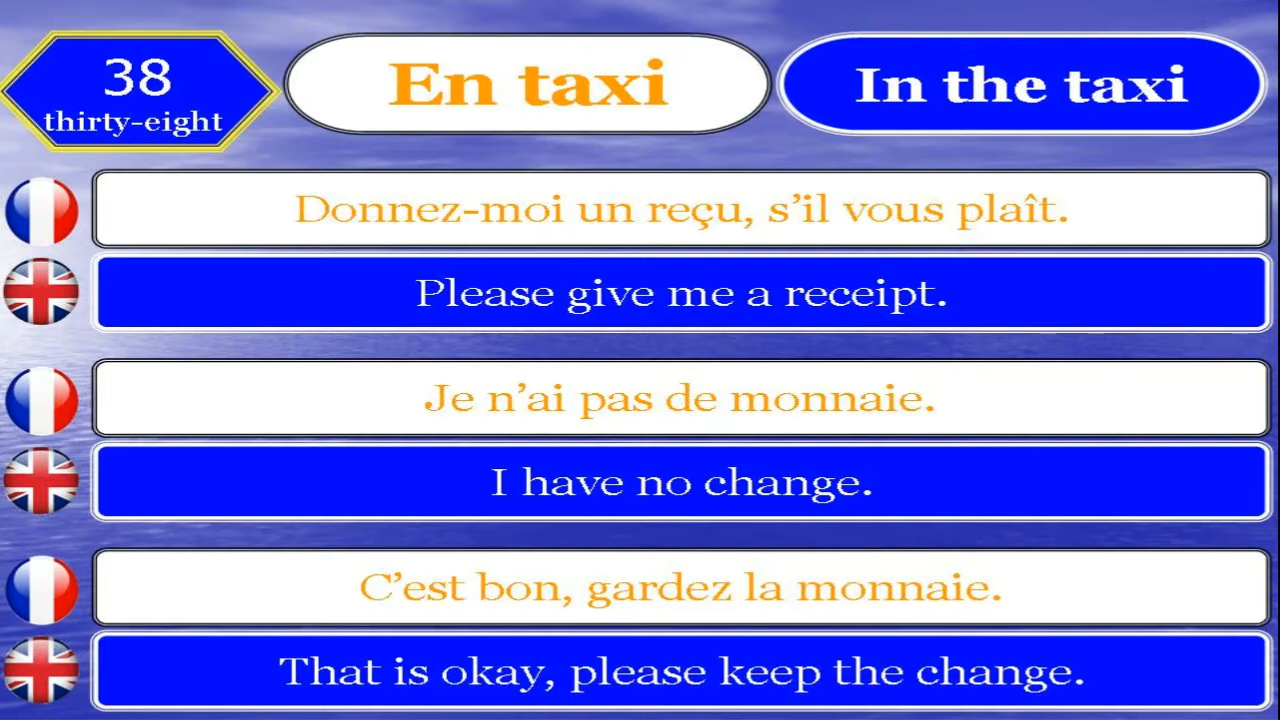 38
thirty-eight
En taxi
In the taxi
Donnez-moi un reçu, s’il vous plaît.
Please give me a receipt.
Je n’ai pas de monnaie.
I have no change.
C’est bon, gardez la monnaie.
That is okay, please keep the change.